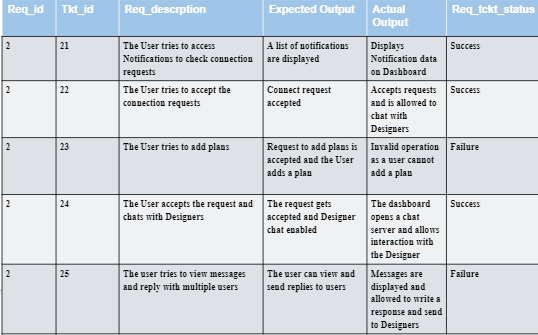 Req_id Tkt_id Req_descrption Expected Output Actual Output Req_tckt_status
2 21 The User tries to access Notifications to check connection requests A list of notifications are displayed Displays Notification data on Dashboard Success
2 22 The User tries to accept the connection requests Connect request accepted Accepts requests and is allowed to chat with Designers Success
2 23 The User tries to add plans Request to add plans is accepted and the User adds a plan Invalid operation as a user cannot add a plan Failure
2 24 The User accepts the request and chats with Designers The request gets accepted and Designer chat enabled The dashboard opens a chat server and allows interaction with the Designer Success
2 25 The user tries to view messages and reply with multiple users The user can view and send replies to users Messages are displayed and allowed to write a response and send to Designers Failure